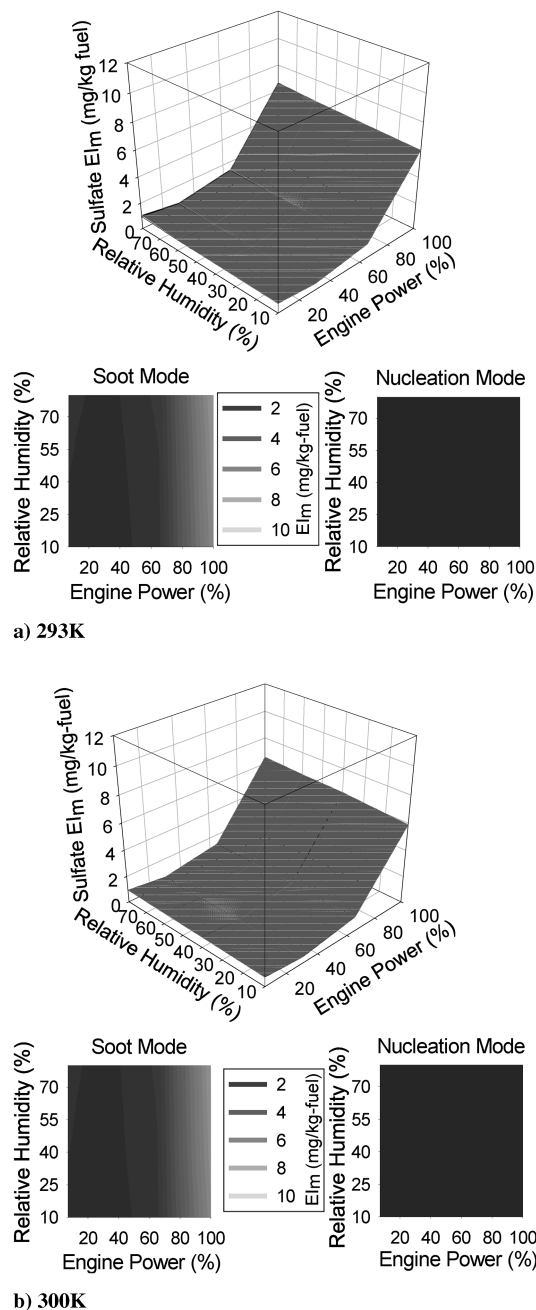 12
10
8
6
4
2
0
Sulfate EIm (mg/kg fuel)
70
60
50
40
30
20
10
Relative Humidity (%)
20
40
60
80
100
Engine Power (%)
Soot Mode
Relative Humidity (%)
70
55
40
25
10
20 40 60 80 100
Engine Power (%)
2
4
6
8
10
EIm (mg/kg-fuel)
Nucleation Mode
Relative Humidity (%)
70
55
40
25
10
20 40 60 80 100
Engine Power (%)
a) 293K
12
10
8
6
4
2
0
Sulfate EIm (mg/kg-fuel)
70
60
50
40
30
20
10
Relative Humidity (%)
20
40
60
80
100
Engine Power (%)
Soot Mode
Relative Humidity (%)
70
55
40
25
10
20 40 60 80 100
Engine Power (%)
2
4
6
8
10
EIm (mg/kg-fuel)
Nucleation Mode
Relative Humidity (%)
70
55
40
25
10
20 40 60 80 100
Engine Power (%)
b) 300K